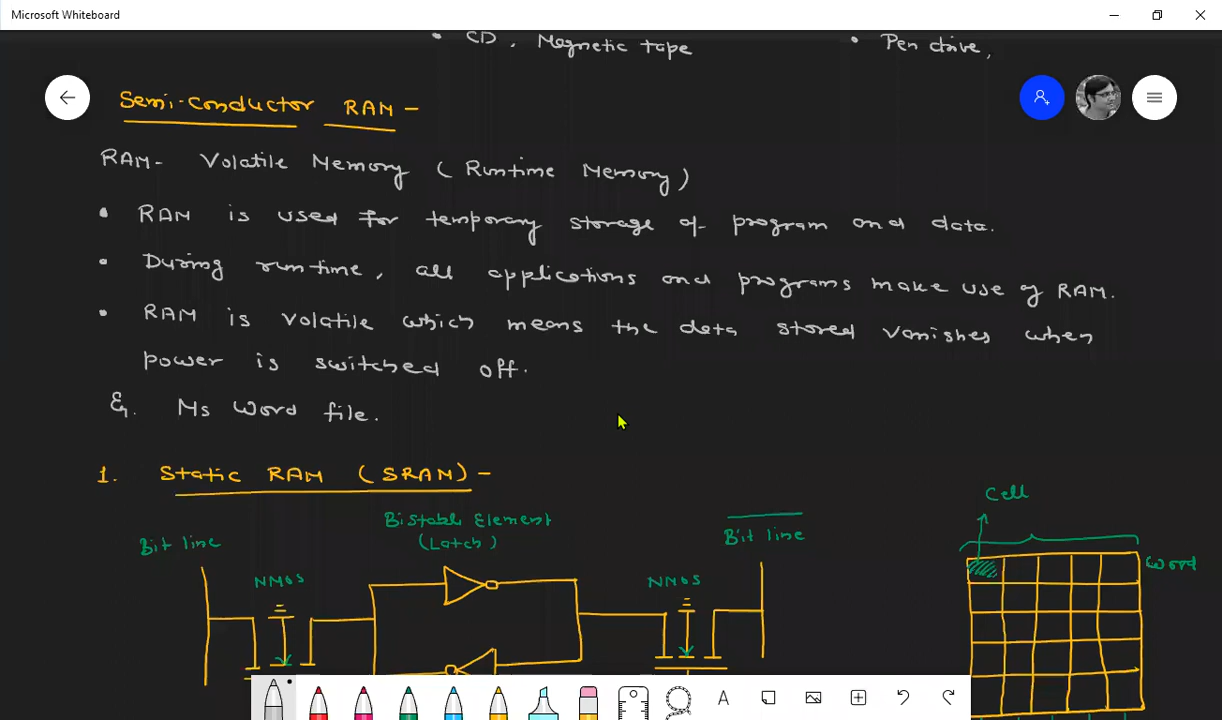 Microsoft Whiteboard
• CD, Magnetic tape
• Pen drive,
Semi-Conductor RAM -
RAM- Volatile Memory (Runtime Memory)
• RAM is used for temporary storage of program and data.
• During runtime, all applications and programs make use of RAM.
• RAM is volatile which means the data stored vanishes when
power is switched off.
Eg. Ms Word file.
1. Static RAM (SRAM) -
Cell
Bistable Element
(Latch)
Bit line
Bit line
Word
NMOS
NMOS
A